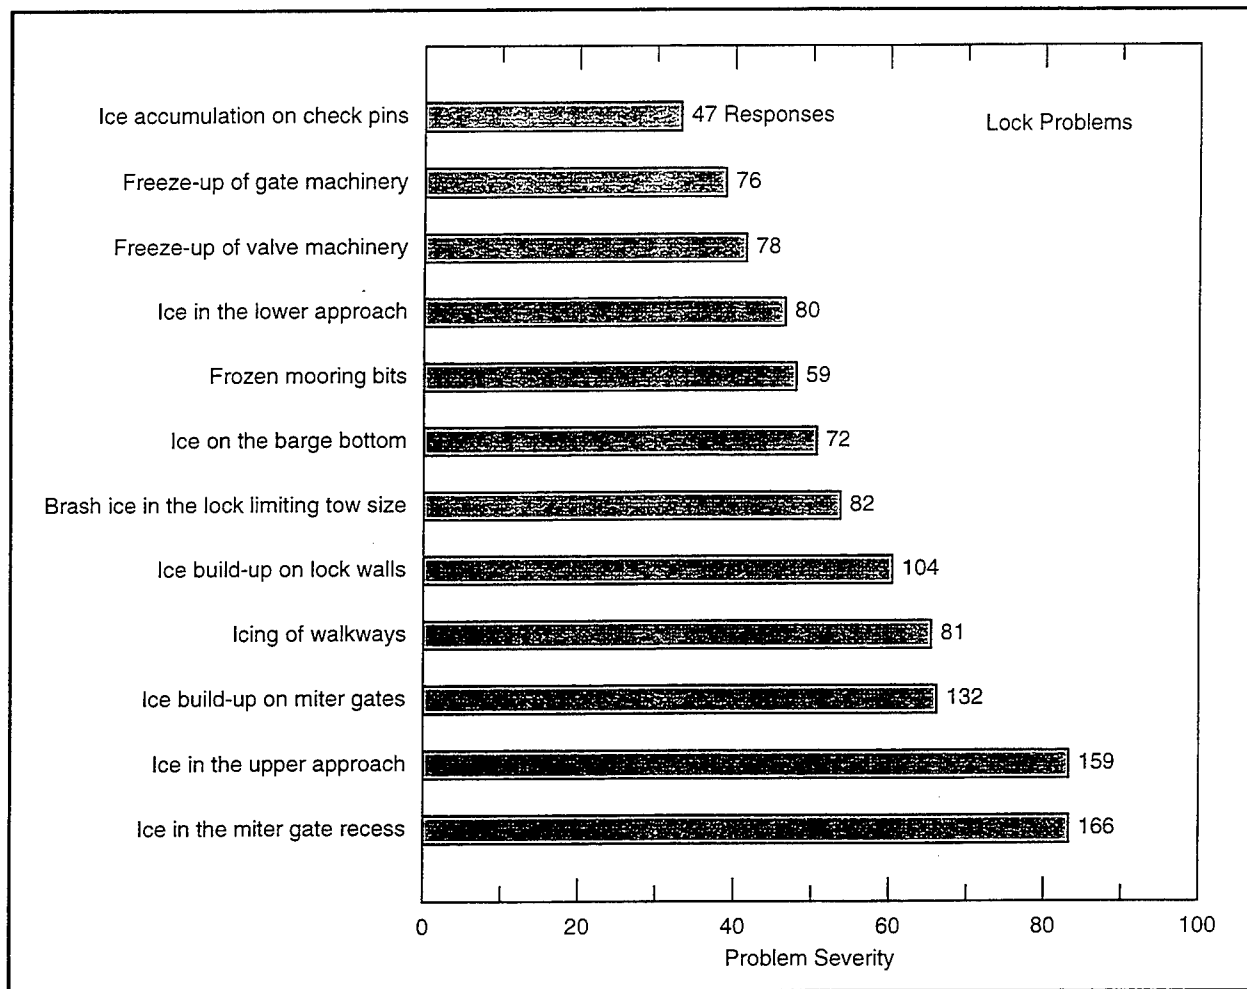 Ice accumulation on check pins 47 Responses Lock Problems
Freeze-up of gate machinery 76
Freeze-up of valve machinery 78
Ice in the lower approach 80
Frozen mooring bits 59
Ice on the barge bottom 72
Brash ice in the lock limiting tow size 82
Ice build-up on lock walls 104
Icing of walkways 81
Ice build-up on miter gates 132
Ice in the upper approach 159
Ice in the miter gate recess 166
0 20 40 60 80 100
Problem Severity